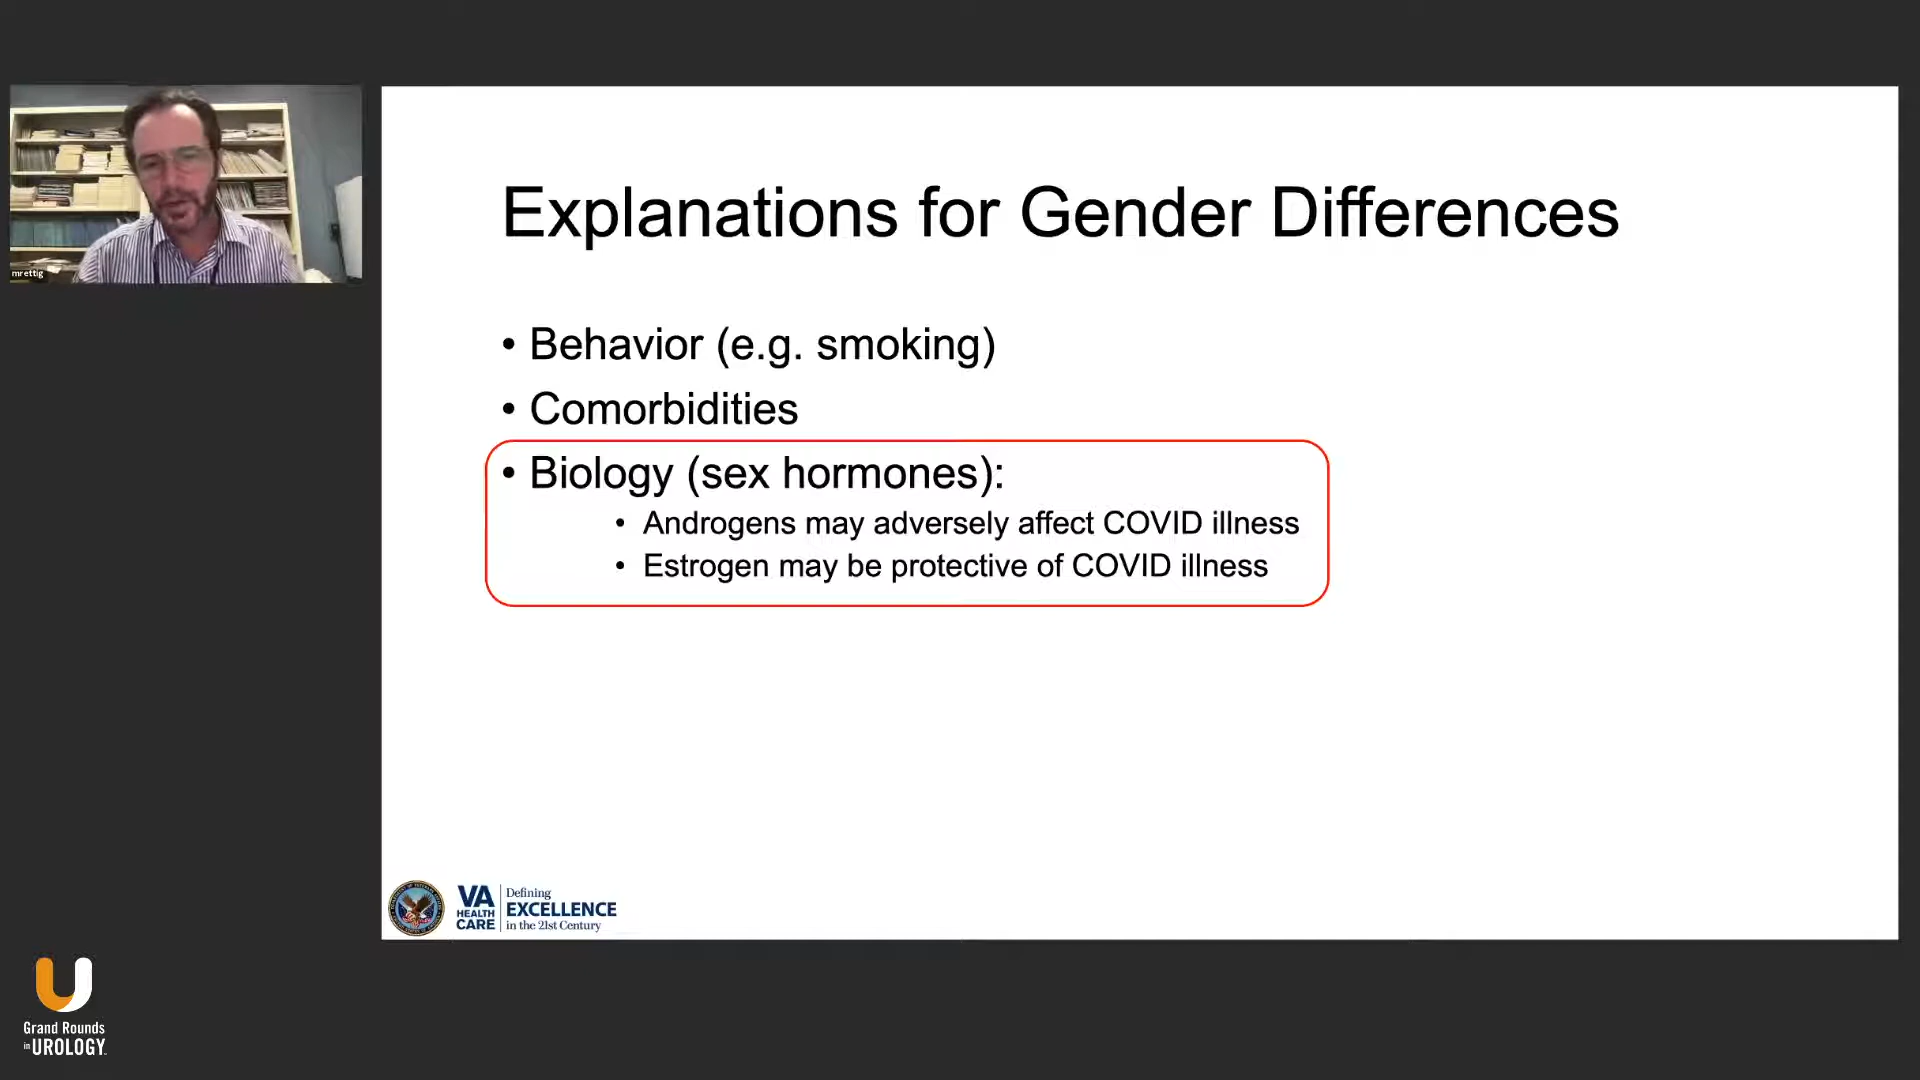 mrettig
Explanations for Gender Differences
• Behavior (e.g. smoking)
• Comorbidities
• Biology (sex hormones):
• Androgens may adversely affect COVID illness
• Estrogen may be protective of COVID illness
VA
HEALTH
CARE
Defining
EXCELLENCE
in the 21st Century
Grand Rounds
in UROLOGY